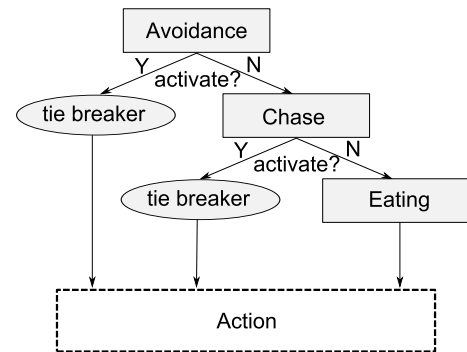 Avoidance
Y
activate?
N
tie breaker
Chase
Y
activate?
N
tie breaker
Eating
Action